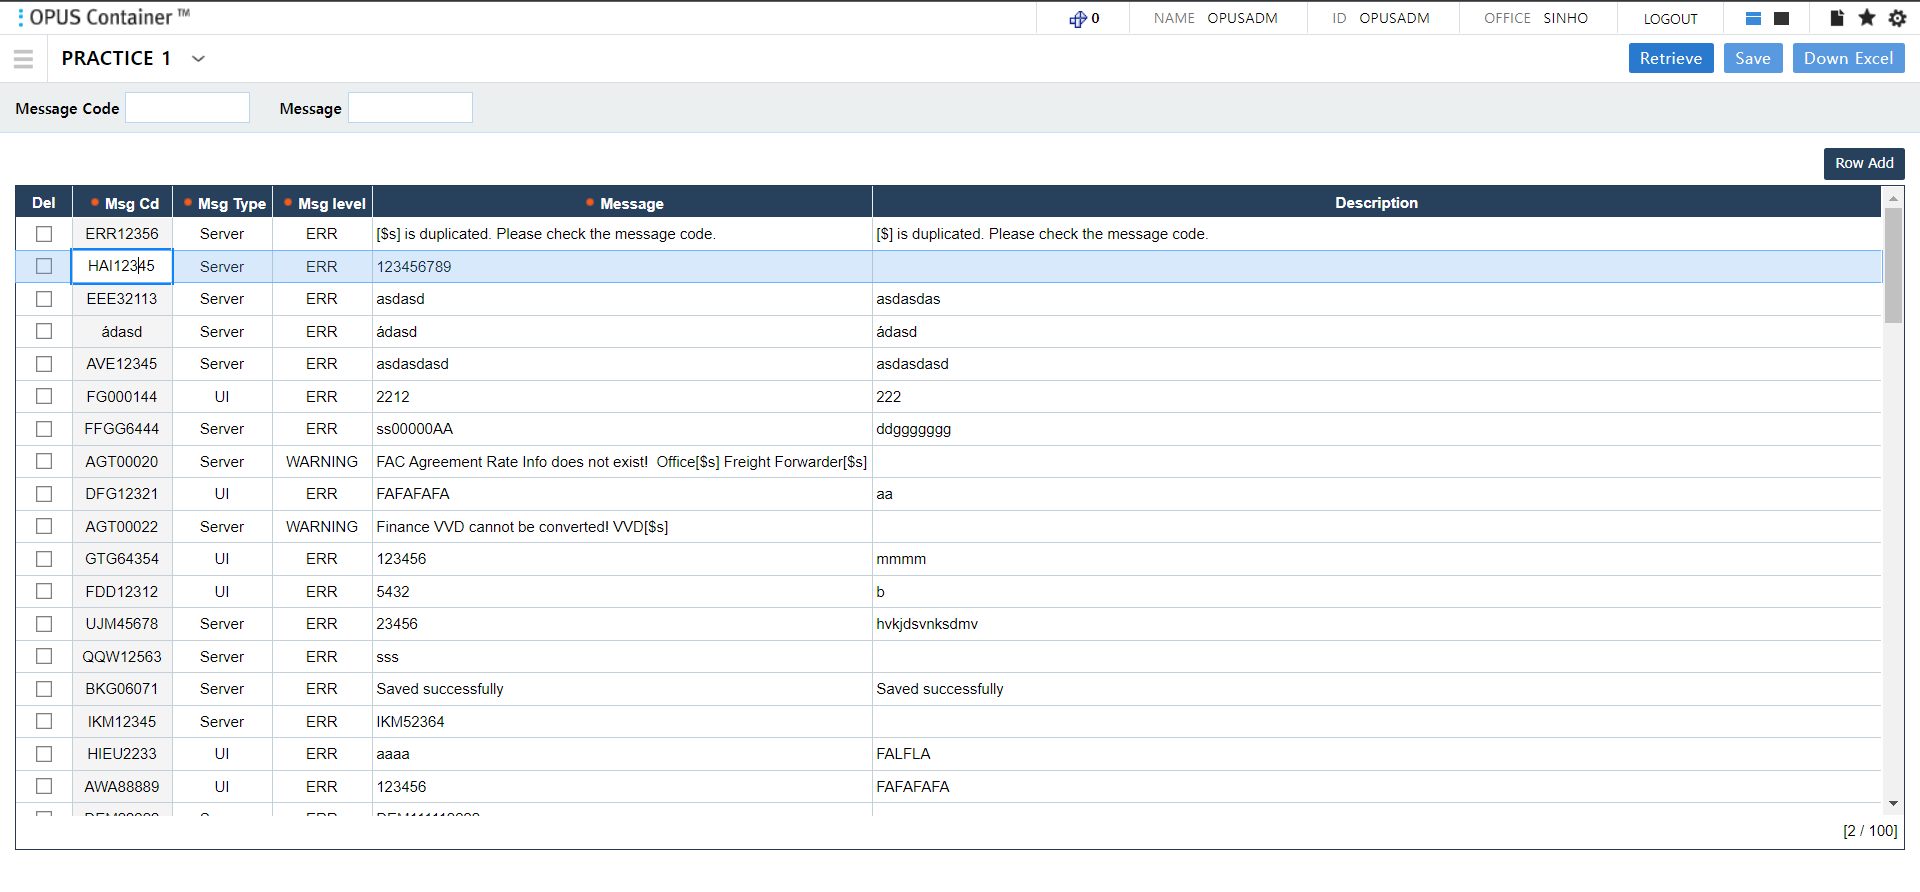 OPUS Container ™
0 NAME OPUSADM ID OPUSADM OFFICE SINHO LOGOUT
PRACTICE 1 Retrieve Save Down Excel
Message Code Message
Row Add
Del Msg Cd Msg Type Msg level Message Description
ERR12356 Server ERR [$s] is duplicated. Please check the message code. [$] is duplicated. Please check the message code.
HAI12345 Server ERR 123456789
EEE32113 Server ERR asdasd asdasdas
ádasd Server ERR ádasd ádasd
AVE12345 Server ERR asdasdasd asdasdasd
FG000144 UI ERR 2212 222
FFGG6444 Server ERR ss00000AA ddggggggg
AGT00020 Server WARNING FAC Agreement Rate Info does not exist!  Office[$s] Freight Forwarder[$s]
DFG12321 UI ERR FAFAFAFA aa
AGT00022 Server WARNING Finance VVD cannot be converted! VVD[$s]
GTG64354 UI ERR 123456 mmmm
FDD12312 UI ERR 5432 b
UJM45678 Server ERR 23456 hvkjdsvnksdmv
QQW12563 Server ERR sss
BKG06071 Server ERR Saved successfully Saved successfully
IKM12345 Server ERR IKM52364
HIEU2233 UI ERR aaaa FALFLA
AWA88889 UI ERR 123456 FAFAFAFA
ERR
[2 / 100]